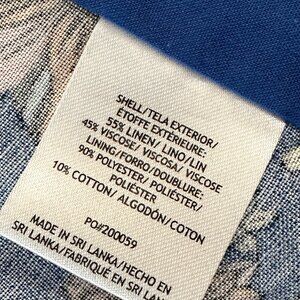 SHELL/TELA EXTERIOR/
ÉTOFFE EXTÉRIEURE:
55% LINEN/ LINO/LIN
45% VISCOSE/ VISCOSA/ VISCOSE
LINING/FORRO/DOUBLURE:
90% POLYESTER/ POLIÉSTER/
POLIÉSTER
10% COTTON/ ALGODÓN/COTON
PO#200059
MADE IN SRI LANKA/HECHO EN
SRI LANKA/FABRIQUÉ EN SRI LANKA